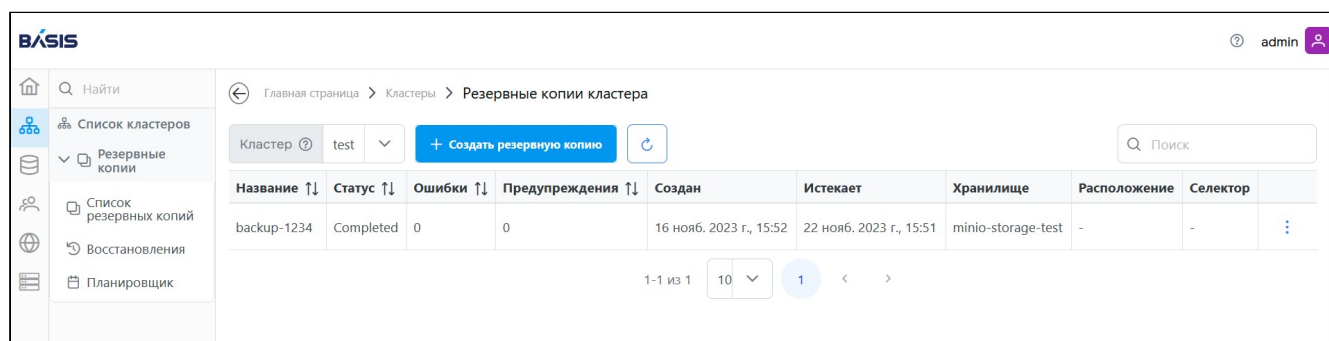 BASIS
admin
Найти
Главная страница
Кластеры
Резервные копии кластера
Список кластеров
Резервные
копии
Список
резервных копий
Восстановления
Планировщик
Кластер
test
+ Создать резервную копию
Поиск
Название Статус Ошибки Предупреждения Создан Истекает Хранилище Расположение Селектор
backup-1234 Completed 0 0 16 нояб. 2023 г., 15:52 22 нояб. 2023 г., 15:51 minio-storage-test - -
1-1 из 1 10 1